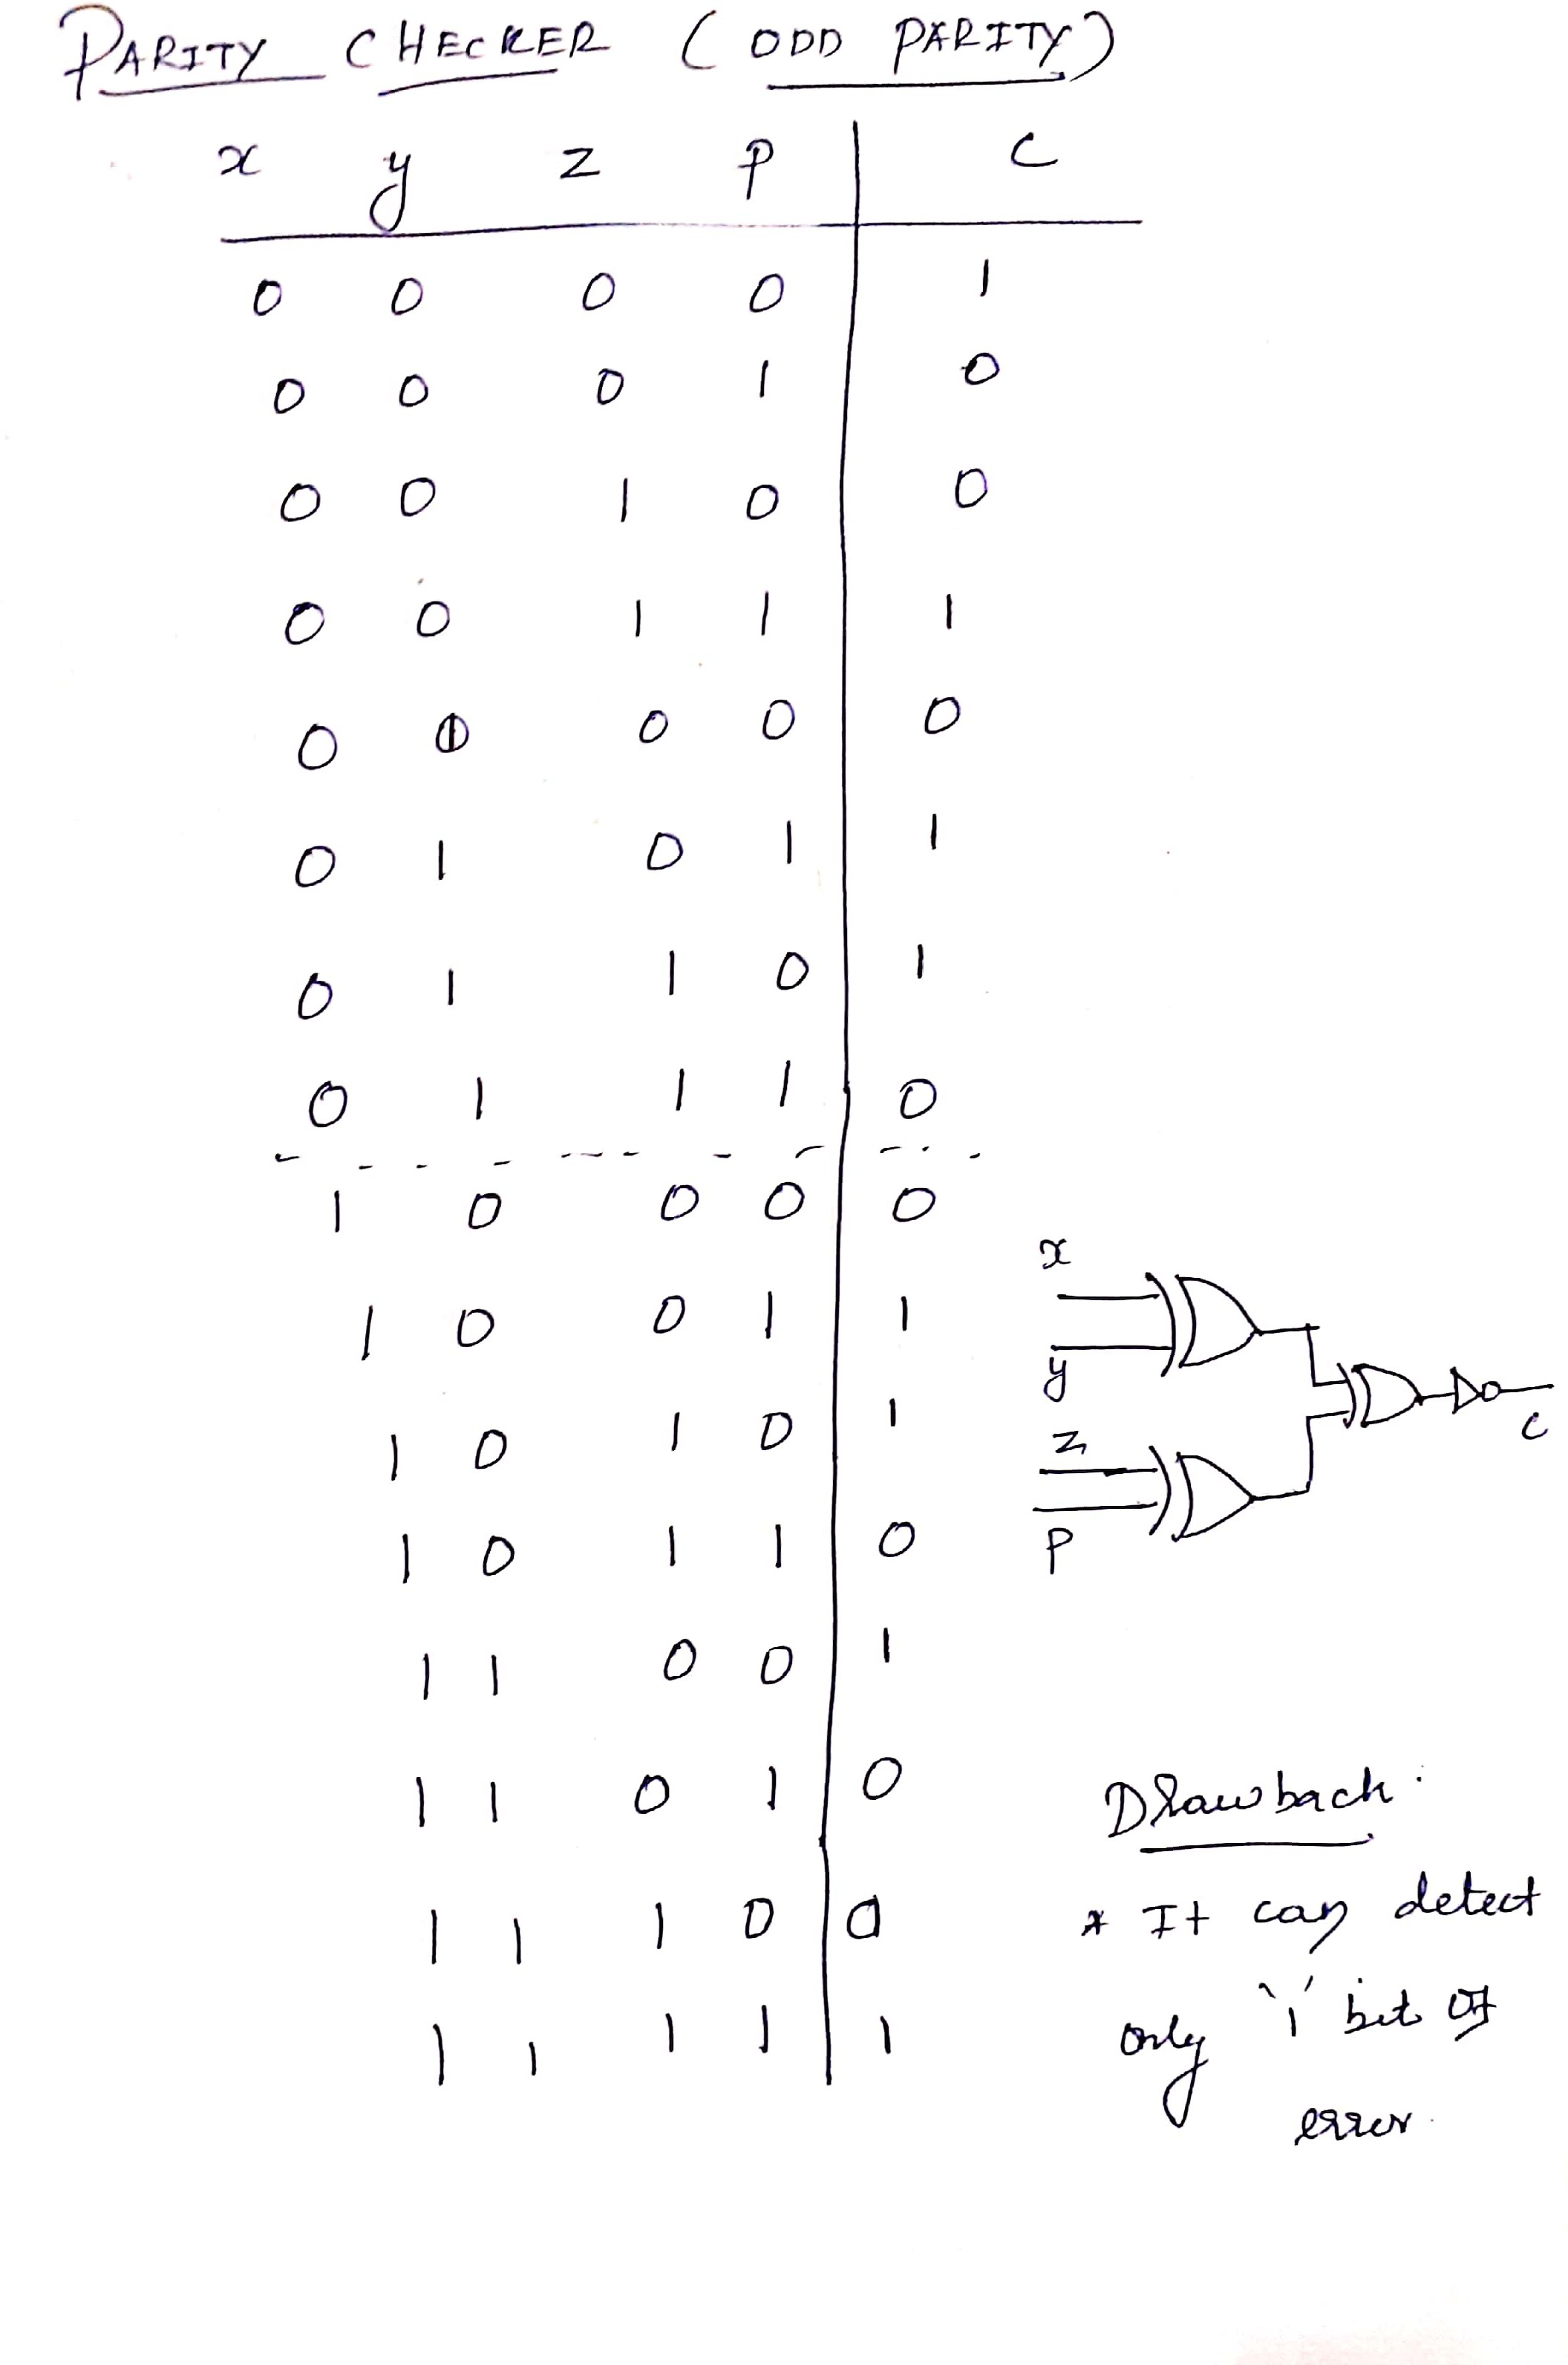 PARITY CHECKER (ODD PARITY)
x y z P C
0 0 0 0 1
0 0 0 1 0
0 0 1 0 0
0 0 1 1 1
0 1 0 0 0
0 1 0 1 1
0 1 1 0 1
0 1 1 1 0
1 0 0 0 0
1 0 0 1 1
1 0 1 0 1
1 0 1 1 0
1 1 0 0 1
1 1 0 1 0
1 1 1 0 0
1 1 1 1 1
x
y
z
P
C
Drawback:
* It can detect
only '1' bit of
error.